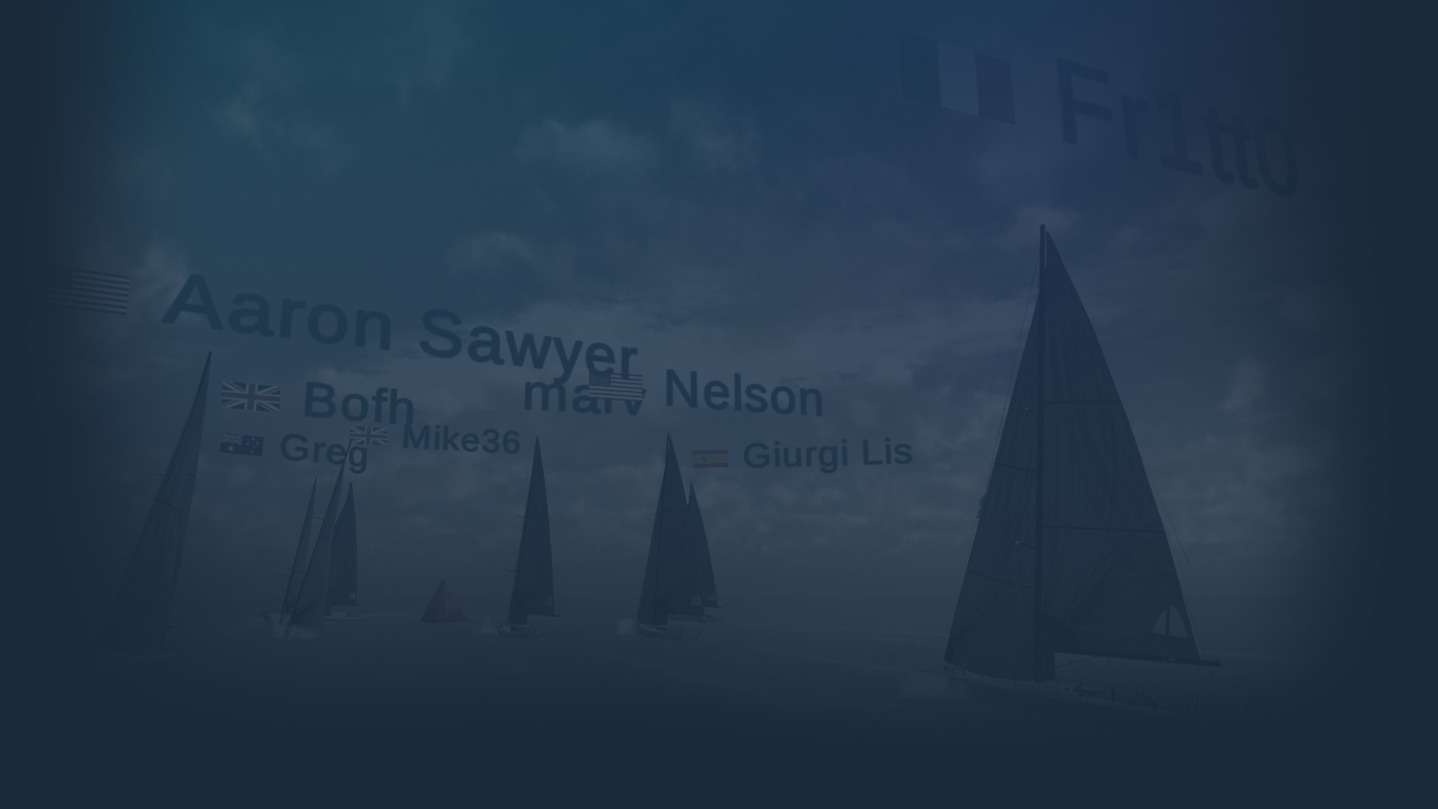 Fr1tt0
Aaron Sawyer
Bofh
marv
Nelson
Greg
Mike36
Giurgi Lis